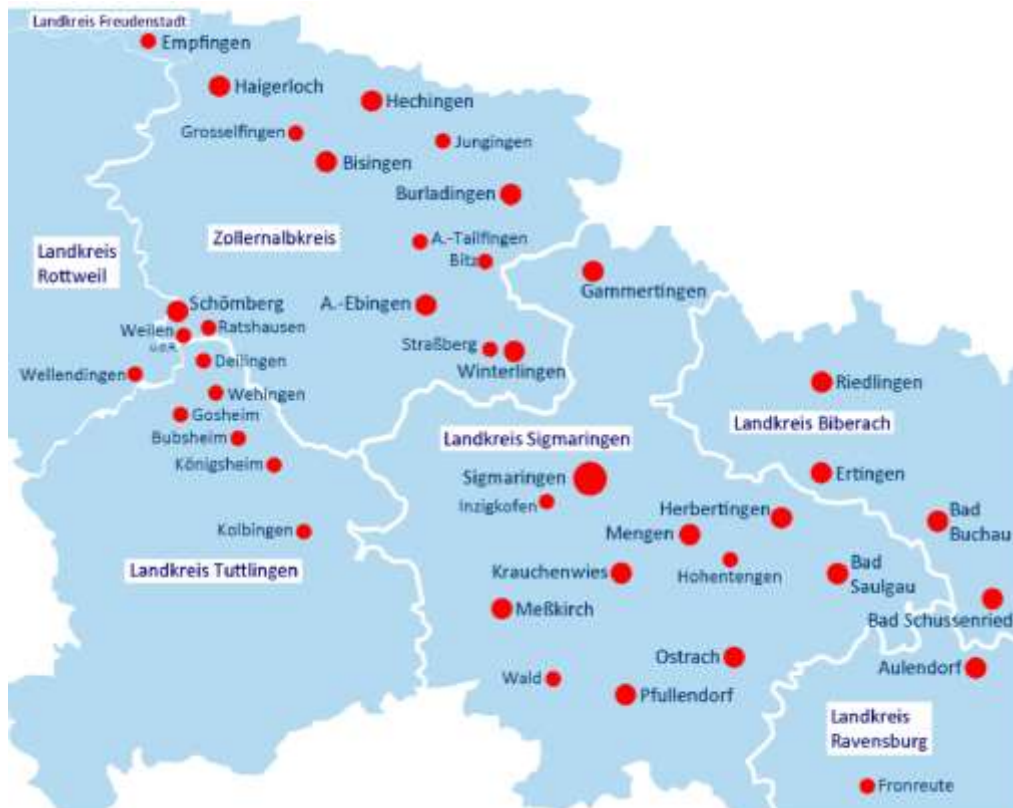 Landkreis Freudenstadt
Empfingen
Haigerloch
Hechingen
Grosselfingen
Jungingen
Bisingen
Burladingen
Zollernalbkreis
A.-Tailfingen
Bitz
Landkreis
Rottweil
Gammertingen
Schömberg
A.-Ebingen
Ratshausen
Weilen
ü.d.R.
Straßberg
Winterlingen
Deilingen
Wellendingen
Riedlingen
Wehingen
Gosheim
Landkreis Biberach
Bubsheim
Landkreis Sigmaringen
Königsheim
Sigmaringen
Ertingen
Inzigkofen
Herbertingen
Bad
Buchau
Kolbingen
Mengen
Landkreis Tuttlingen
Krauchenwies
Hohentengen
Bad
Saulgau
Meßkirch
Bad Schussenried
Ostrach
Aulendorf
Wald
Pfullendorf
Landkreis
Ravensburg
Fronreute